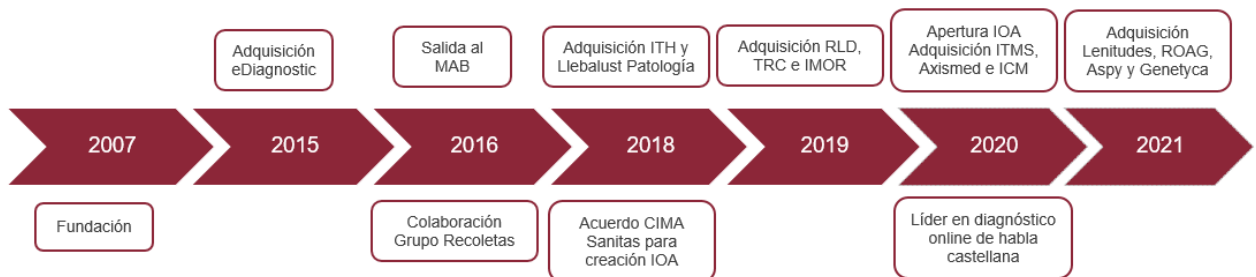 Adquisición
eDiagnostic
Salida al
MAB
Adquisición ITH y
Llebalust Patología
Adquisición RLD,
TRC e IMOR
Apertura IOA
Adquisición ITMS,
Axismed e ICM
Adquisición
Lenitudes, ROAG,
Aspy y Genetyca
2007
2015
2016
2018
2019
2020
2021
Fundación
Colaboración
Grupo Recoletas
Acuerdo CIMA
Sanitas para
creación IOA
Líder en diagnóstico
online de habla
castellana